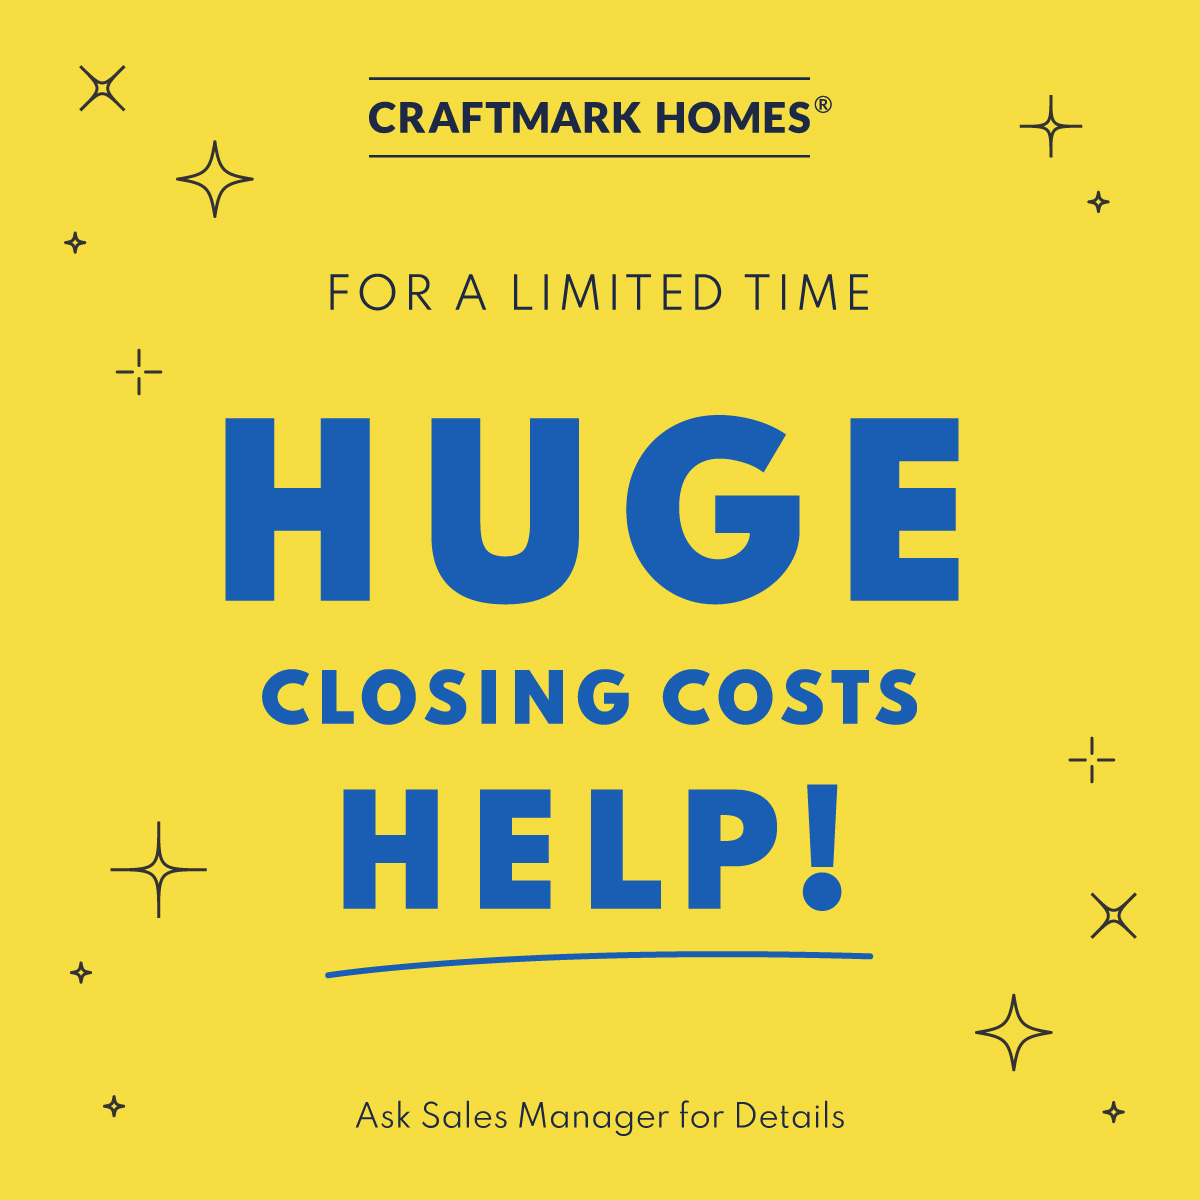 CRAFTMARK HOMES®
FOR A LIMITED TIME
HUGE
CLOSING COSTS
HELP!
Ask Sales Manager for Details